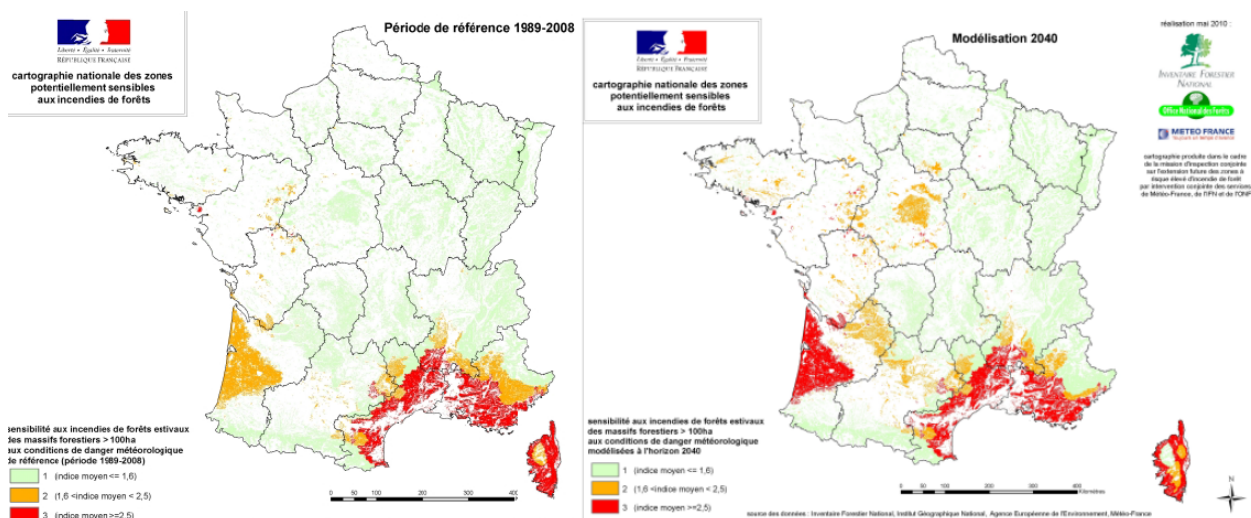 Liberté • Égalité • Fraternité
RÉPUBLIQUE FRANÇAISE
cartographie nationale des zones
potentiellement sensibles
aux incendies de forêts
Période de référence 1989-2008
sensibilité aux incendies de forêts estivaux
des massifs forestiers > 100ha
aux conditions de danger météorologique
de référence (période 1989-2008)
1 (indice moyen <= 1,6)
2 (1,6 <indice moyen < 2,5)
3 (indice moyen >=2,5)
0 50 100 200 300 400
Liberté • Égalité • Fraternité
RÉPUBLIQUE FRANÇAISE
cartographie nationale des zones
potentiellement sensibles
aux incendies de forêts
Modélisation 2040
réalisation mai 2010 :
INVENTAIRE FORESTIER
NATIONAL
Office National des Forêts
METEO FRANCE
cartographie produite dans le cadre
de la mission d'inspection conjointe
sur l'extension future des zones à
risque élevé d'incendie de forêt
par intervention conjointe des services
de Météo-France, de l'IFN et de l'ONF
sensibilité aux incendies de forêts estivaux
des massifs forestiers > 100ha
aux conditions de danger météorologique
modélisées à l'horizon 2040
1 (indice moyen <= 1,6)
2 (1,6 <indice moyen < 2,5)
3 (indice moyen >=2,5)
0 50 100 200 300 400
Kilomètres
N
source des données : Inventaire Forestier National, Institut Géographique National, Agence Européenne de l'Environnement, Météo-France